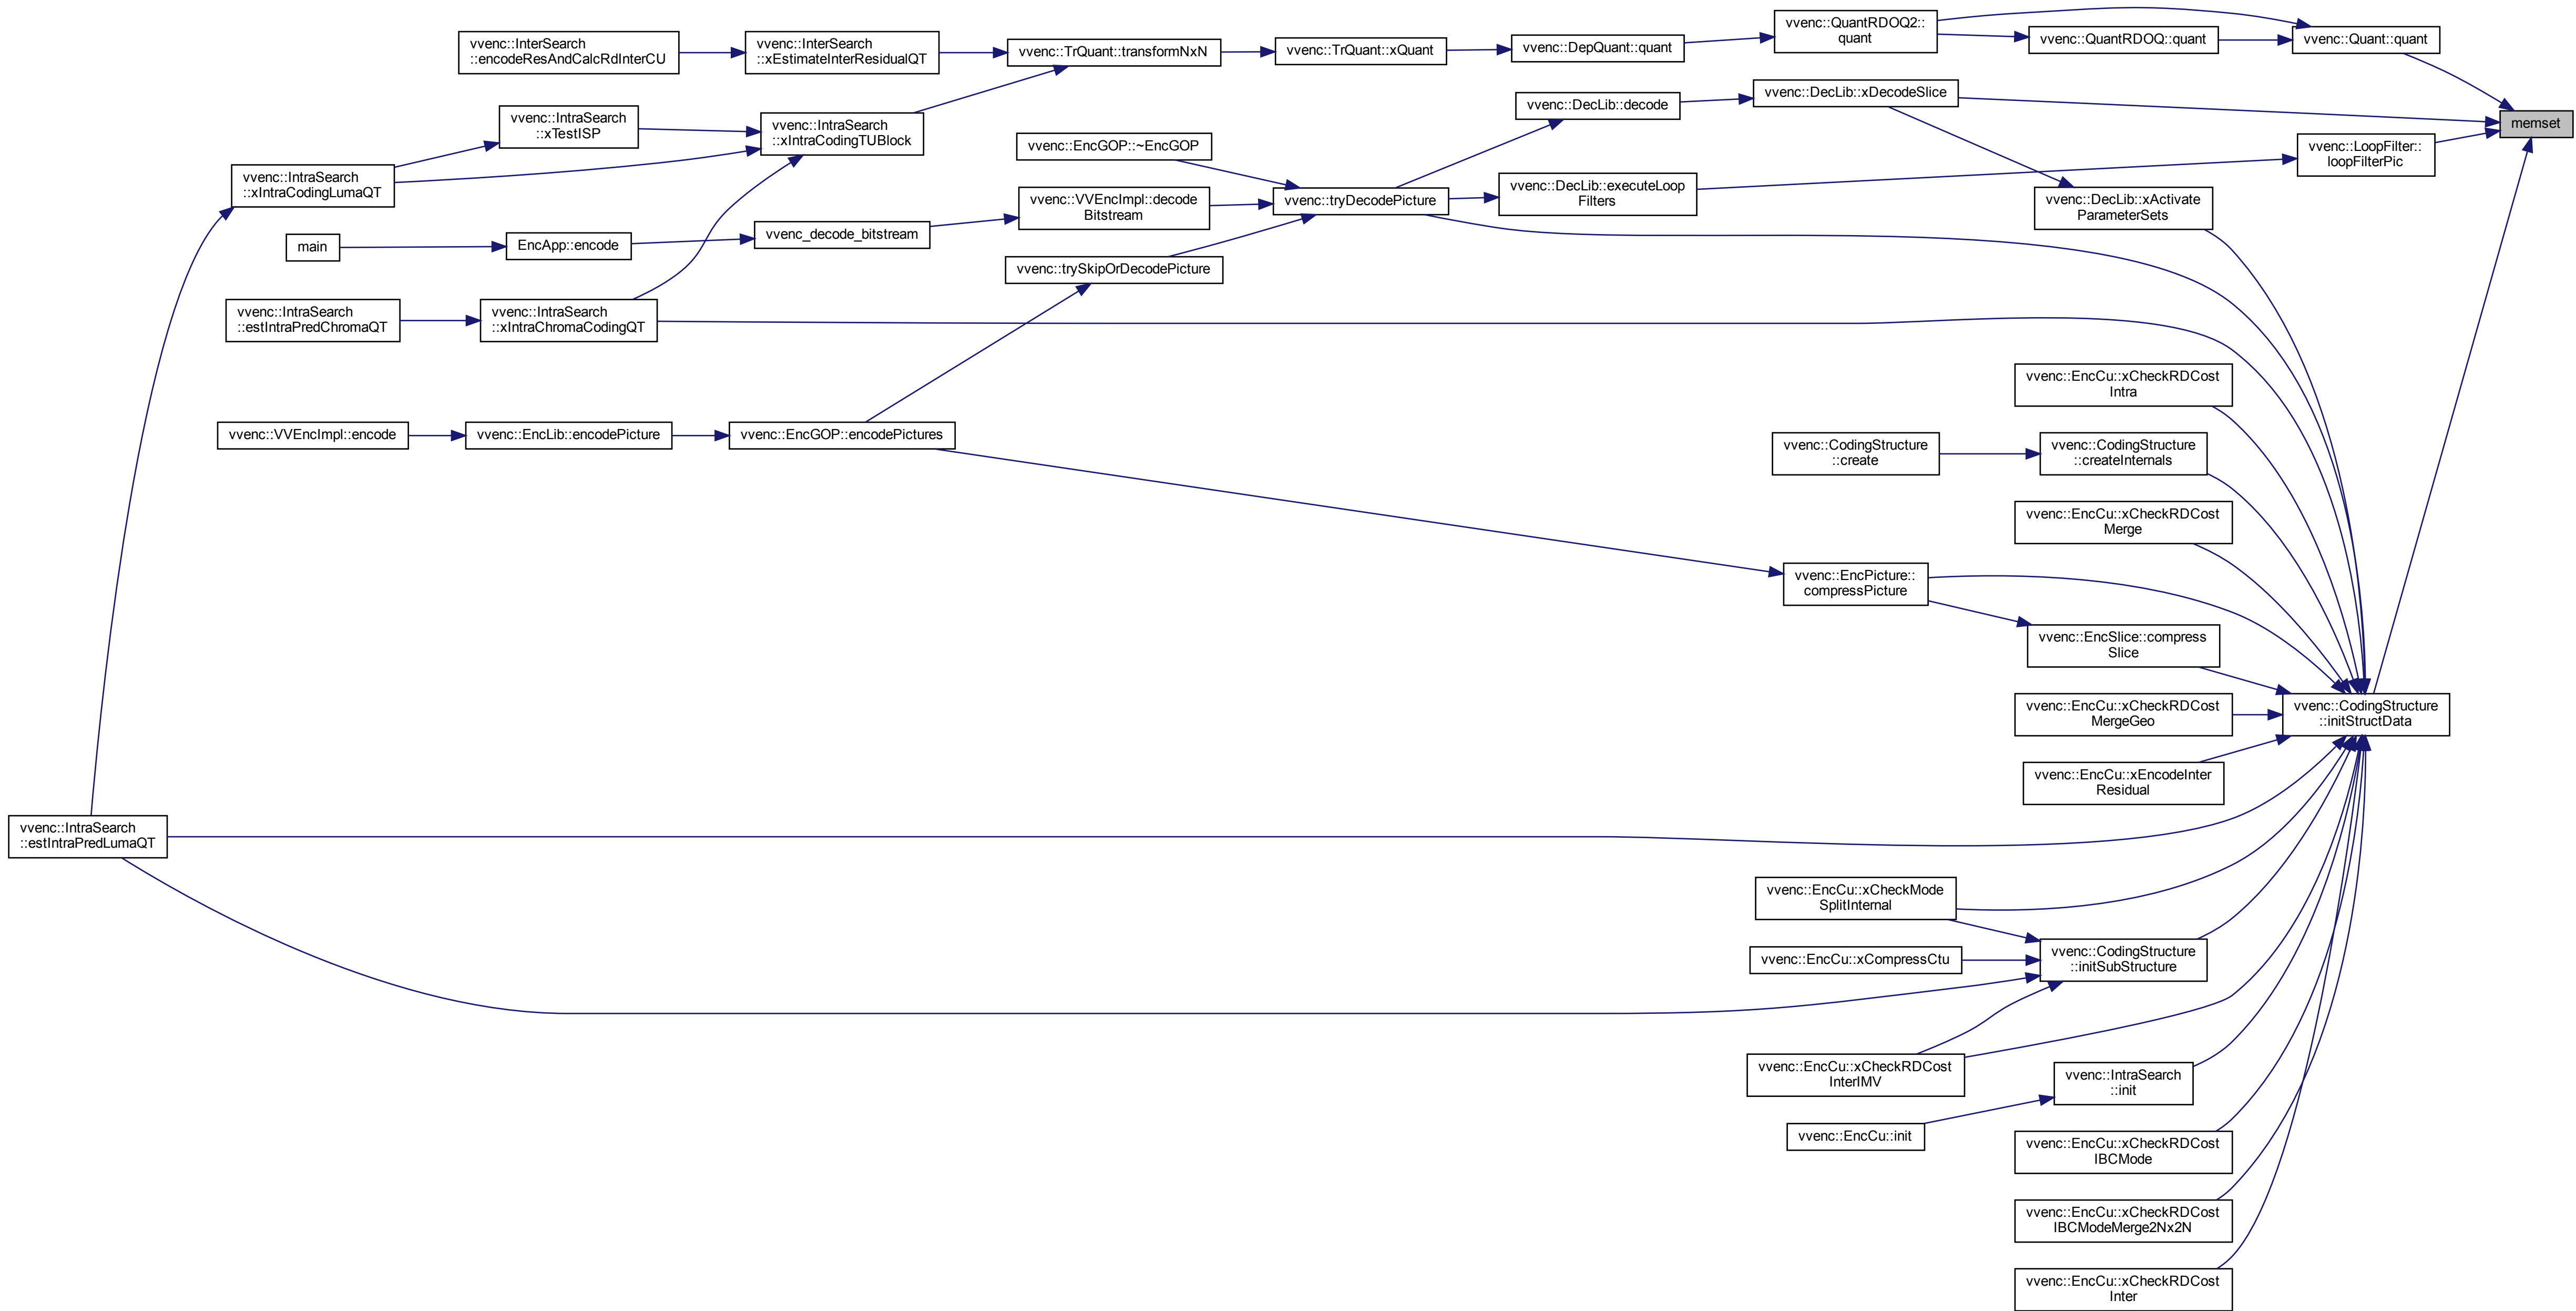 vvenc::QuantRDOQ2::
quant
vvenc::InterSearch
::encodeResAndCalcRdInterCU
vvenc::InterSearch
::xEstimateInterResidualQT
vvenc::TrQuant::transformNxN
vvenc::TrQuant::xQuant
vvenc::DepQuant::quant
vvenc::QuantRDOQ::quant
vvenc::Quant::quant
vvenc::DecLib::xDecodeSlice
vvenc::DecLib::decode
memset
vvenc::IntraSearch
::xTestISP
vvenc::IntraSearch
::xIntraCodingTUBlock
vvenc::EncGOP::~EncGOP
vvenc::LoopFilter::
loopFilterPic
vvenc::IntraSearch
::xIntraCodingLumaQT
vvenc::VVEncImpl::decode
Bitstream
vvenc::tryDecodePicture
vvenc::DecLib::executeLoop
Filters
vvenc::DecLib::xActivate
ParameterSets
main
EncApp::encode
vvenc_decode_bitstream
vvenc::trySkipOrDecodePicture
vvenc::IntraSearch
::estIntraPredChromaQT
vvenc::IntraSearch
::xIntraChromaCodingQT
vvenc::EncCu::xCheckRDCost
Intra
vvenc::VVEncImpl::encode
vvenc::EncLib::encodePicture
vvenc::EncGOP::encodePictures
vvenc::CodingStructure
::create
vvenc::CodingStructure
::createInternals
vvenc::EncCu::xCheckRDCost
Merge
vvenc::EncPicture::
compressPicture
vvenc::EncSlice::compress
Slice
vvenc::EncCu::xCheckRDCost
MergeGeo
vvenc::CodingStructure
::initStructData
vvenc::EncCu::xEncodeInter
Residual
vvenc::IntraSearch
::estIntraPredLumaQT
vvenc::EncCu::xCheckMode
SplitInternal
vvenc::EncCu::xCompressCtu
vvenc::CodingStructure
::initSubStructure
vvenc::EncCu::xCheckRDCost
InterIMV
vvenc::IntraSearch
::init
vvenc::EncCu::init
vvenc::EncCu::xCheckRDCost
IBCMode
vvenc::EncCu::xCheckRDCost
IBCModeMerge2Nx2N
vvenc::EncCu::xCheckRDCost
Inter